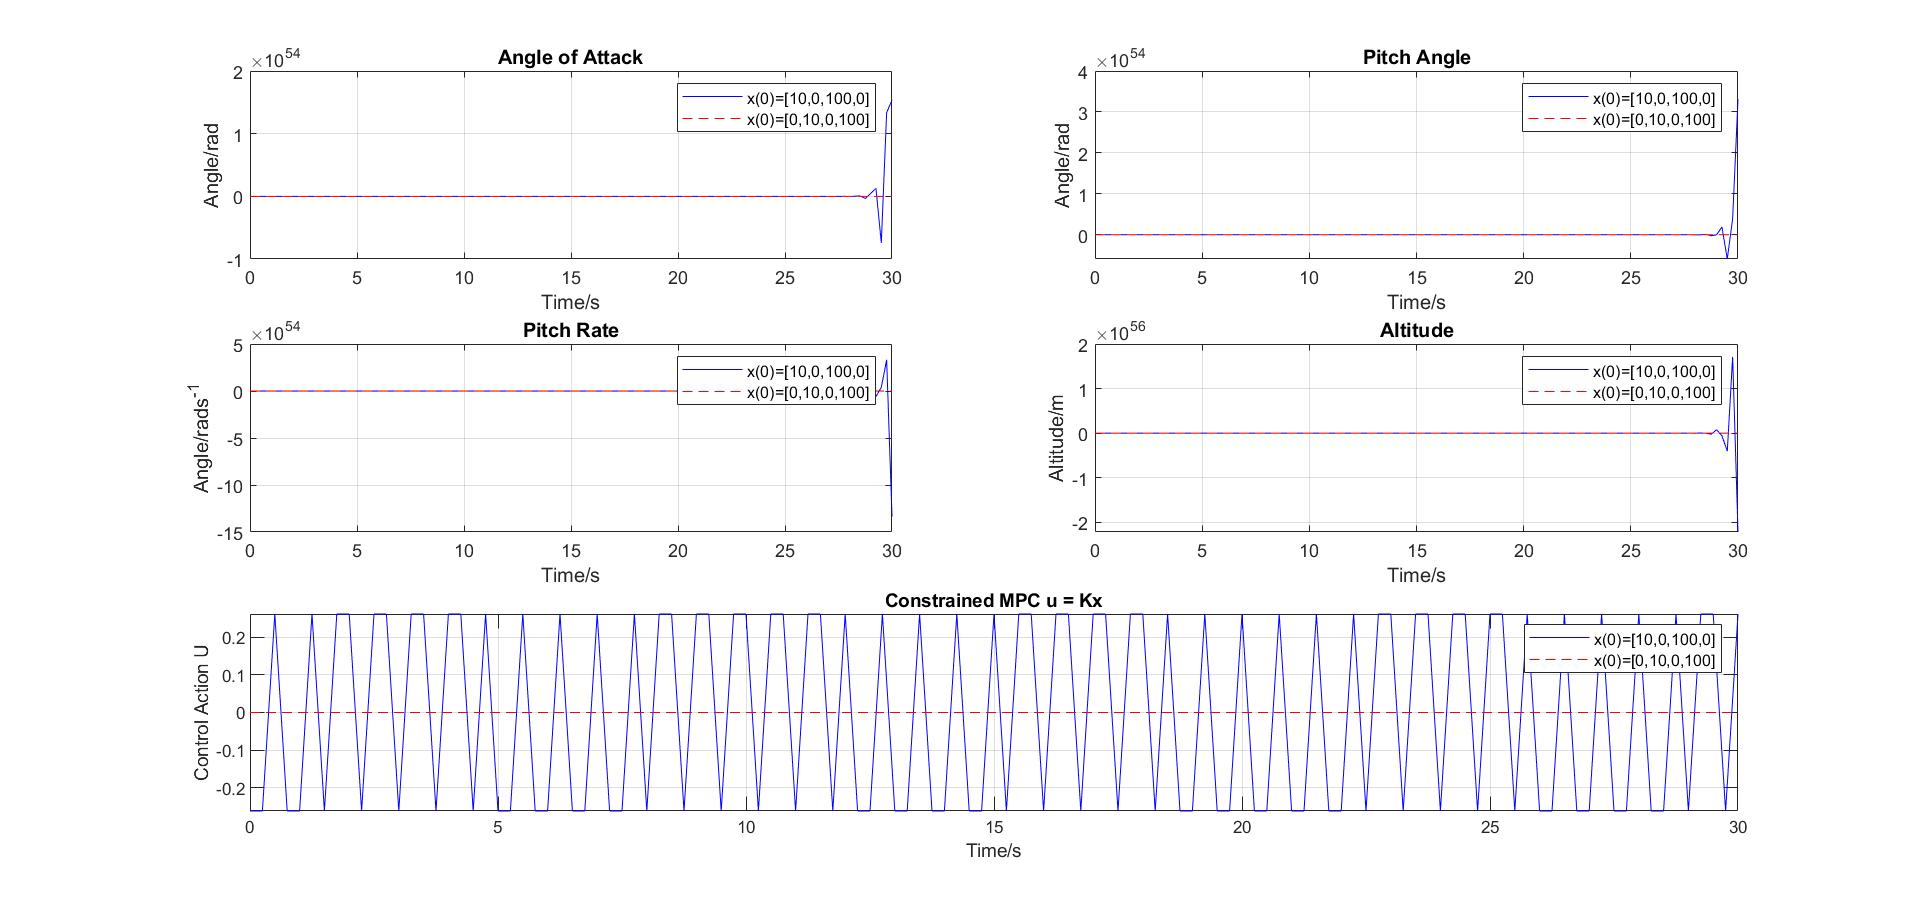 Angle of Attack
×10^54
2
1
0
-1
Angle/rad
x(0)=[10,0,100,0]
x(0)=[0,10,0,100]
0 5 10 15 20 25 30
Time/s
Pitch Angle
×10^54
4
3
2
1
0
Angle/rad
x(0)=[10,0,100,0]
x(0)=[0,10,0,100]
0 5 10 15 20 25 30
Time/s
Pitch Rate
×10^54
5
0
-5
-10
-15
Angle/rads^-1
x(0)=[10,0,100,0]
x(0)=[0,10,0,100]
0 5 10 15 20 25 30
Time/s
Altitude
×10^56
2
1
0
-1
-2
Altitude/m
x(0)=[10,0,100,0]
x(0)=[0,10,0,100]
0 5 10 15 20 25 30
Time/s
Constrained MPC u = Kx
0.2
0.1
0
-0.1
-0.2
Control Action U
x(0)=[10,0,100,0]
x(0)=[0,10,0,100]
0 5 10 15 20 25 30
Time/s